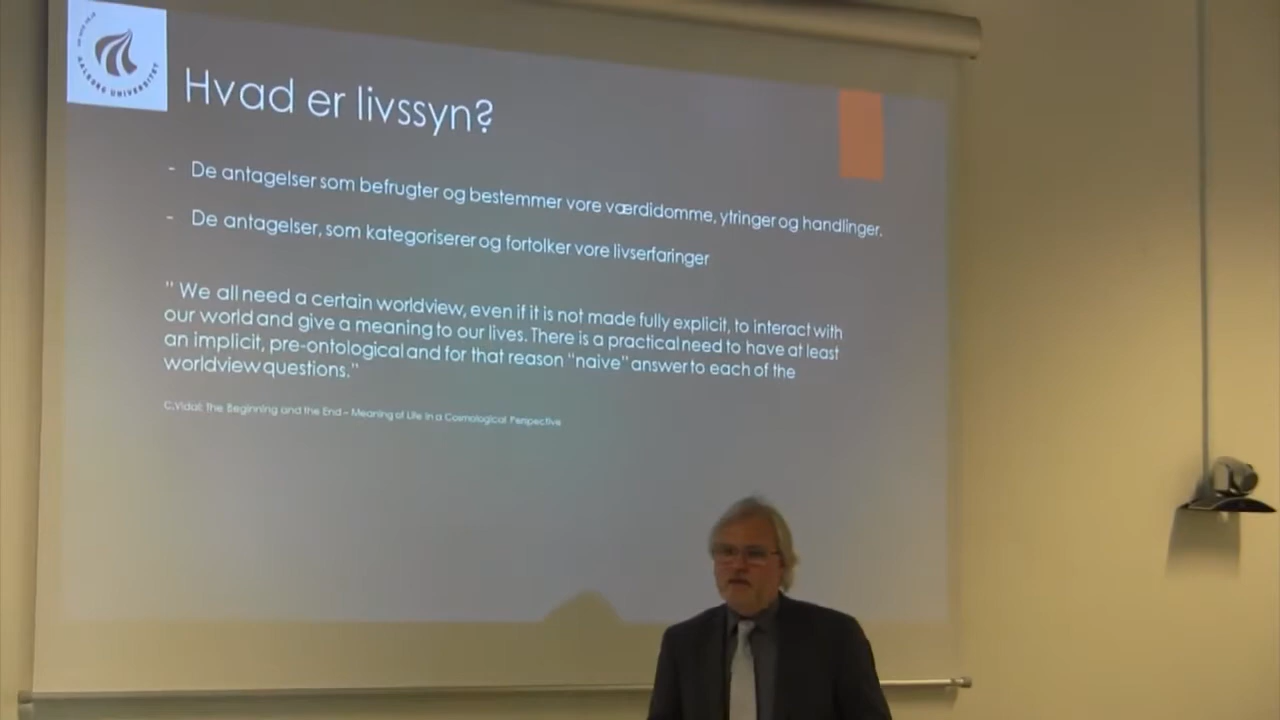 AALBORG UNIVERSITET
Hvad er livssyn?
- De antagelser som befrugter og bestemmer vore værdidomme, ytringer og handlinger.
- De antagelser, som kategoriserer og fortolker vore livserfaringer
" We all need a certain worldview, even if it is not made fully explicit, to interact with
our world and give a meaning to our lives. There is a practical need to have at least
an implicit, pre-ontological and for that reason "naive" answer to each of the
worldview questions."
C.Vidal: The Beginning and the End – Meaning of Life in a Cosmological Perspective